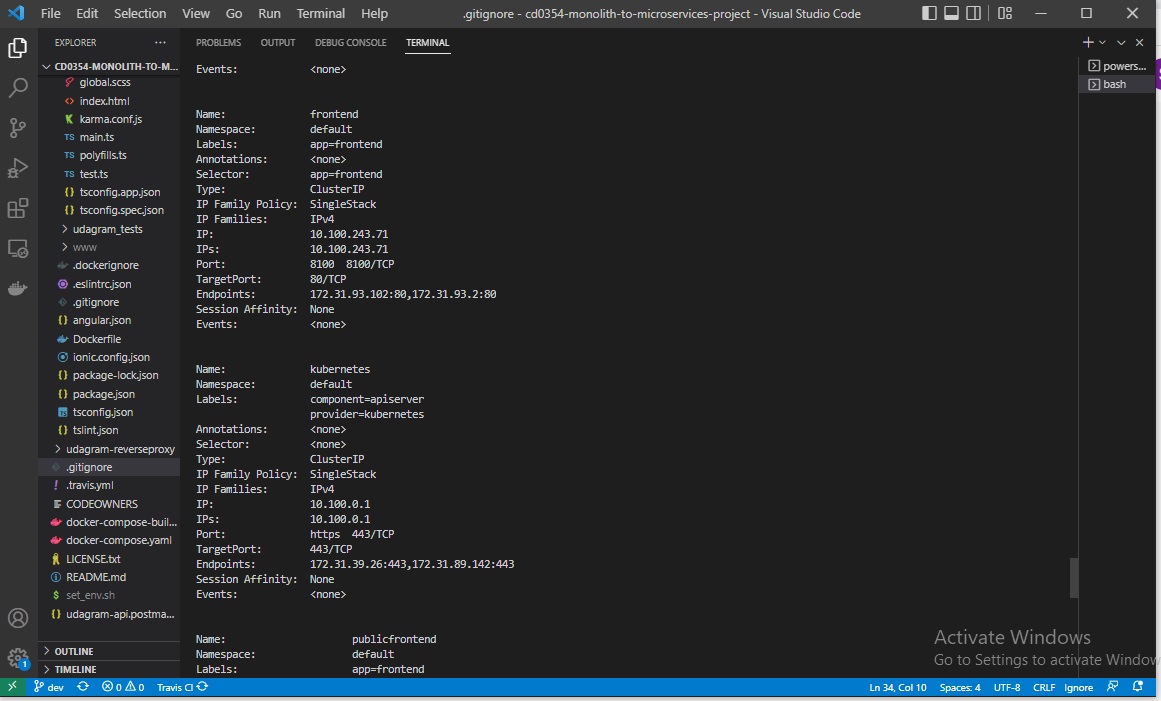 File Edit Selection View Go Run Terminal Help .gitignore - cd0354-monolith-to-microservices-project - Visual Studio Code
EXPLORER
CD0354-MONOLITH-TO-M...
global.scss
index.html
karma.conf.js
TS main.ts
TS polyfills.ts
TS test.ts
{} tsconfig.app.json
{} tsconfig.spec.json
> udagram_tests
> www
.dockerignore
.eslintrc.json
.gitignore
{} angular.json
Dockerfile
ionic.config.json
{} package-lock.json
{} package.json
tsconfig.json
{} tslint.json
> udagram-reverseproxy
.gitignore
! .travis.yml
CODEOWNERS
docker-compose-buil...
docker-compose.yaml
LICENSE.txt
README.md
$ set_env.sh
{} udagram-api.postma...
> OUTLINE
> TIMELINE
PROBLEMS OUTPUT DEBUG CONSOLE TERMINAL
Events: <none>
Name: frontend
Namespace: default
Labels: app=frontend
Annotations: <none>
Selector: app=frontend
Type: ClusterIP
IP Family Policy: SingleStack
IP Families: IPv4
IP: 10.100.243.71
IPs: 10.100.243.71
Port: 8100 8100/TCP
TargetPort: 80/TCP
Endpoints: 172.31.93.102:80,172.31.93.2:80
Session Affinity: None
Events: <none>
Name: kubernetes
Namespace: default
Labels: component=apiserver
provider=kubernetes
Annotations: <none>
Selector: <none>
Type: ClusterIP
IP Family Policy: SingleStack
IP Families: IPv4
IP: 10.100.0.1
IPs: 10.100.0.1
Port: https 443/TCP
TargetPort: 443/TCP
Endpoints: 172.31.39.26:443,172.31.89.142:443
Session Affinity: None
Events: <none>
Name: publicfrontend
Namespace: default
Labels: app=frontend
powers...
bash
Activate Windows
Go to Settings to activate Window
1
dev 0 0 Travis CI Ln 34, Col 10 Spaces: 4 UTF-8 CRLF Ignore